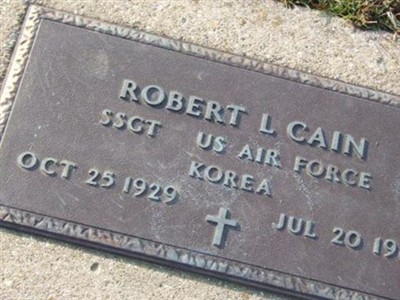 ROBERT L CAIN
SSGT US AIR FORCE
KOREA
OCT 25 1929 JUL 20